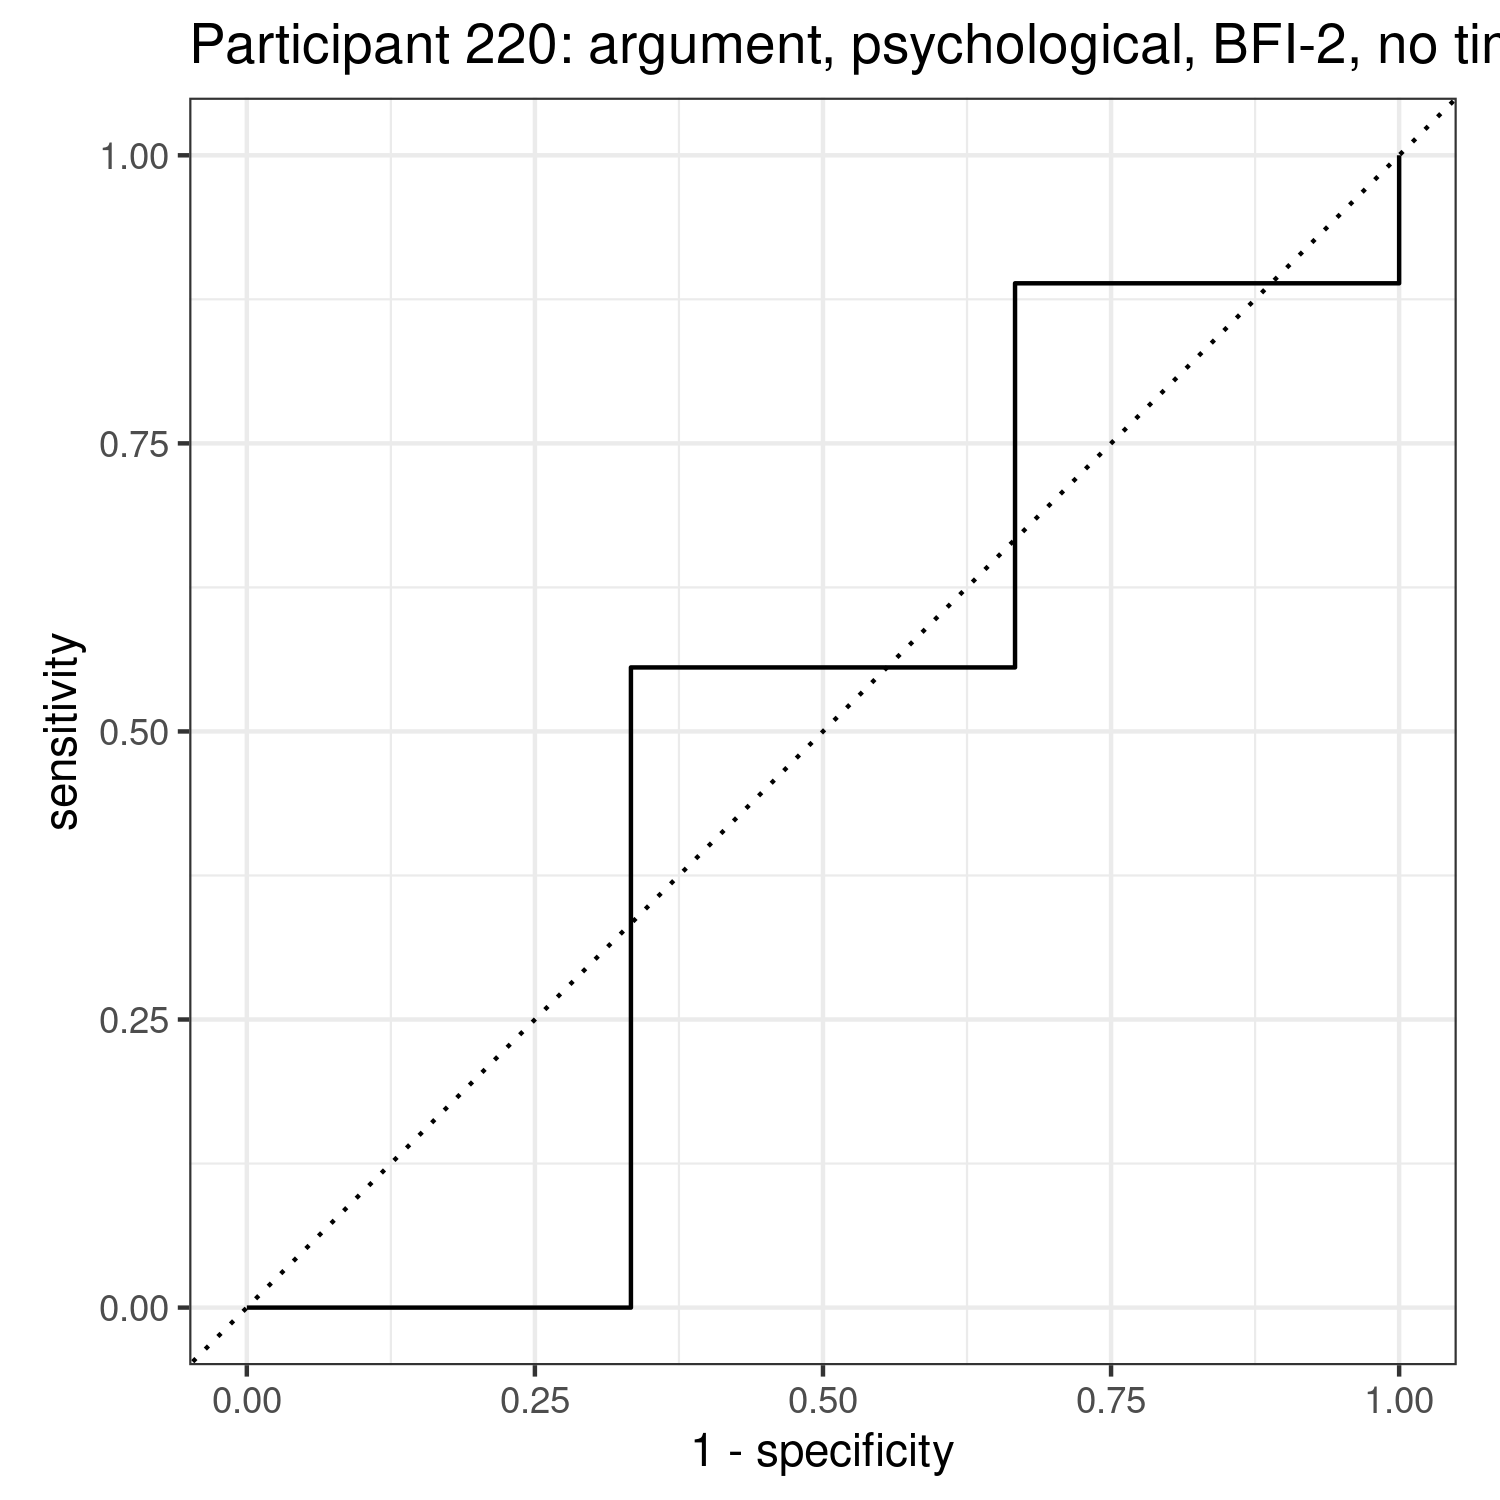 Participant 220: argument, psychological, BFI-2, no
1.00
0.75
0.50
0.25
0.00
sensitivity
0.00 0.25 0.50 0.75 1.00
1 - specificity